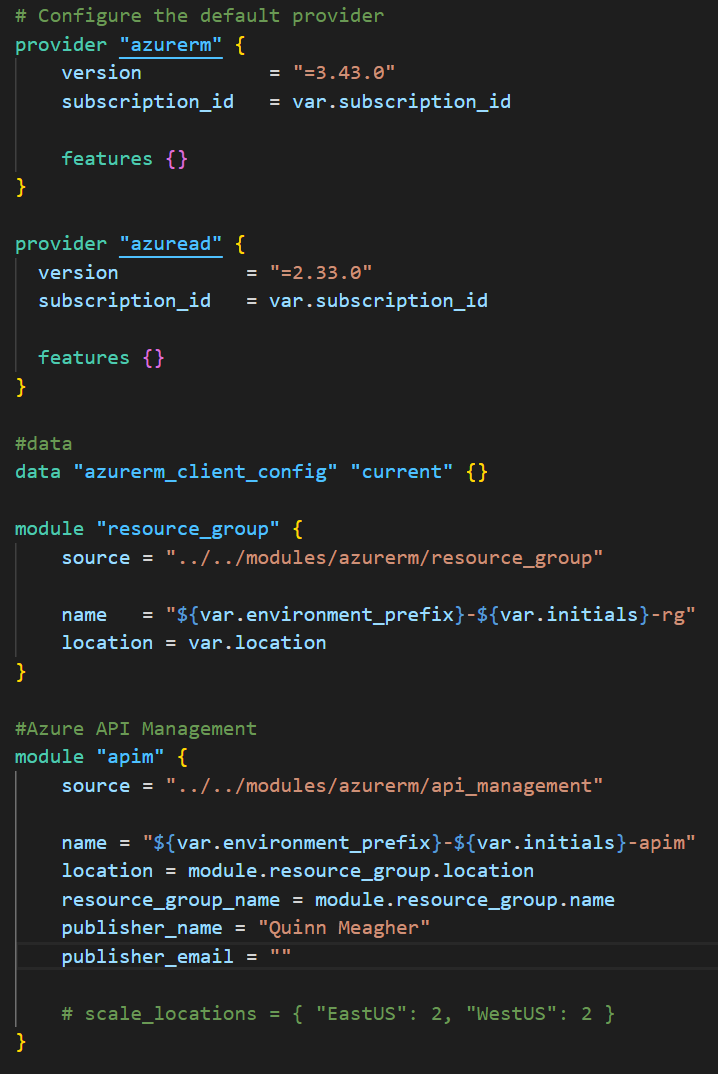 # Configure the default provider
provider "azurerm" {
    version           = "=3.43.0"
    subscription_id   = var.subscription_id

    features {}
}

provider "azuread" {
  version           = "=2.33.0"
  subscription_id   = var.subscription_id

  features {}
}

#data
data "azurerm_client_config" "current" {}

module "resource_group" {
    source = "../../modules/azurerm/resource_group"

    name   = "${var.environment_prefix}-${var.initials}-rg"
    location = var.location
}

#Azure API Management
module "apim" {
    source = "../../modules/azurerm/api_management"

    name = "${var.environment_prefix}-${var.initials}-apim"
    location = module.resource_group.location
    resource_group_name = module.resource_group.name
    publisher_name = "Quinn Meagher"
    publisher_email = ""

    # scale_locations = { "EastUS": 2, "WestUS": 2 }
}